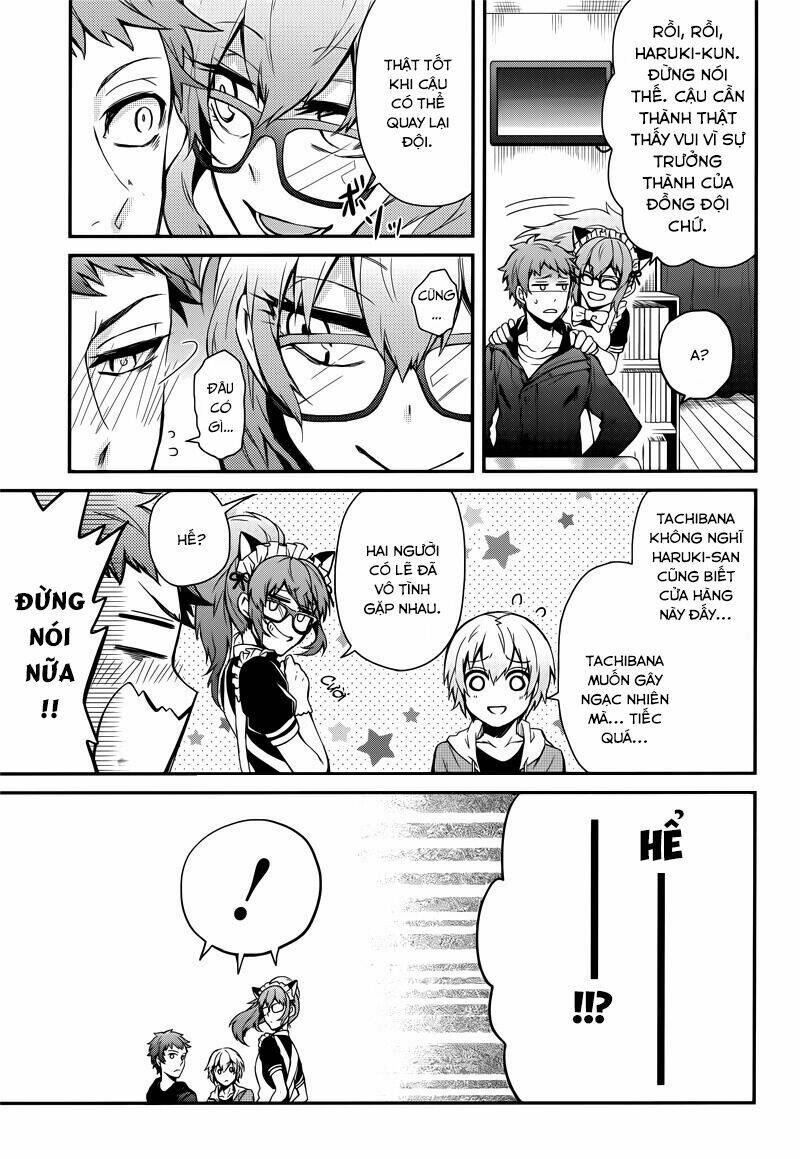 RỒI, RỒI,
HARUKI-KUN.
ĐỪNG NÓI
THẾ. CẬU CẦN
THÀNH THẬT
THẤY VUI VÌ SỰ
TRƯỞNG
THÀNH CỦA
ĐỒNG ĐỘI
CHỨ.
A?
THẬT TỐT
KHI CẬU
CÓ THỂ
QUAY LẠI
ĐỘI.
CŨNG
...
ĐÂU
CÓ
GÌ...
TACHIBANA
KHÔNG NGHĨ
HARUKI-SAN
CŨNG BIẾT
CỬA HÀNG
NÀY ĐẤY...
TACHIBANA
MUỐN GÂY
NGẠC NHIÊN
MÀ... TIẾC
QUÁ...
HAI NGƯỜI
CÓ LẼ ĐÃ
VÔ TÌNH
GẶP NHAU.
CƯỜI
HẾ?
ĐỪNG
NÓI
NỮA
!!
HỂ
!!?
!